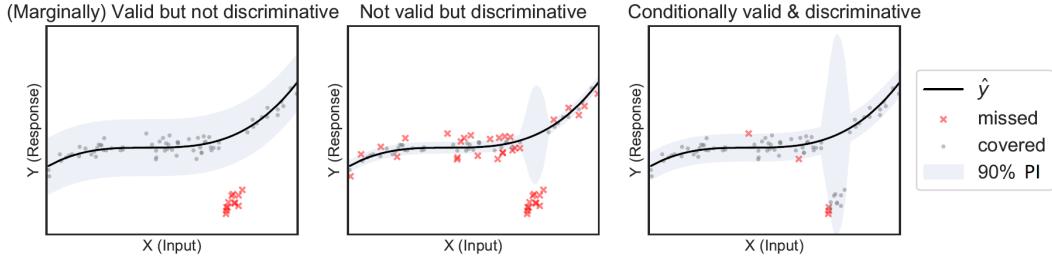 (Marginally) Valid but not discriminative
Not valid but discriminative
Conditionally valid & discriminative
Y (Response)
X (Input)
Y (Response)
X (Input)
Y (Response)
X (Input)
ŷ
missed
covered
90% PI